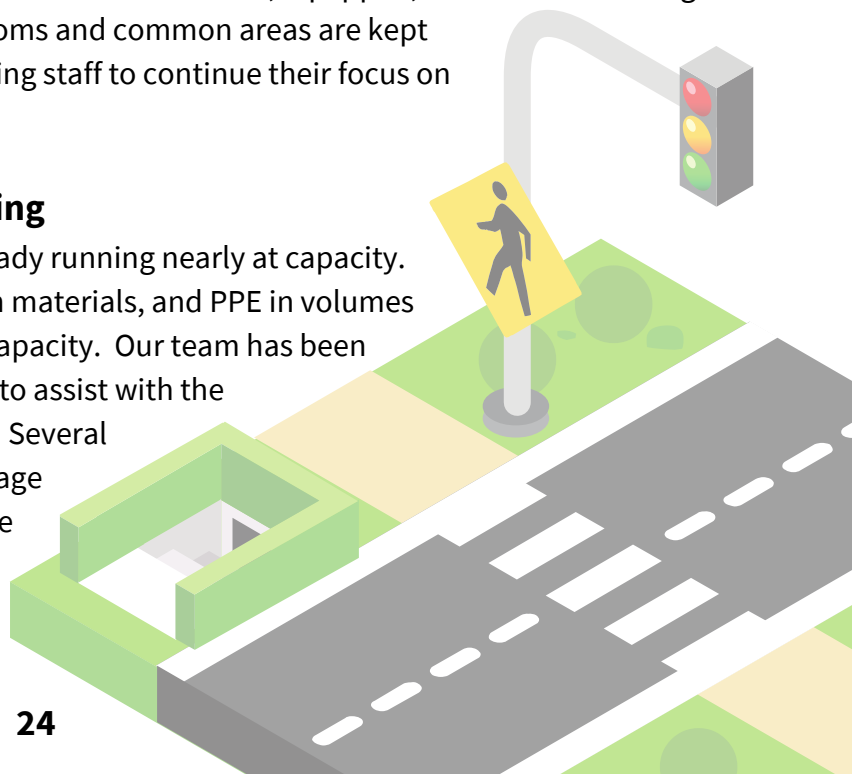 oms and common areas are kept
ing staff to continue their focus on
ing
ady running nearly at capacity.
materials, and PPE in volumes
apacity. Our team has been
to assist with the
Several
age
e
24